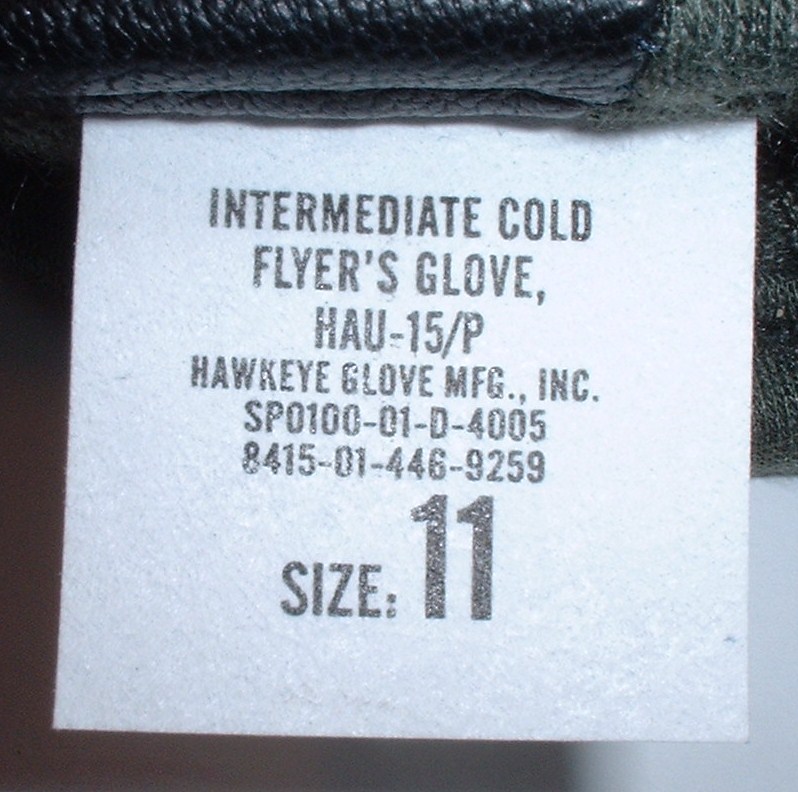 INTERMEDIATE COLD
FLYER'S GLOVE,
HAU-15/P
HAWKEYE GLOVE MFG., INC.
SP0100-01-D-4005
8415-01-446-9259
SIZE: 11